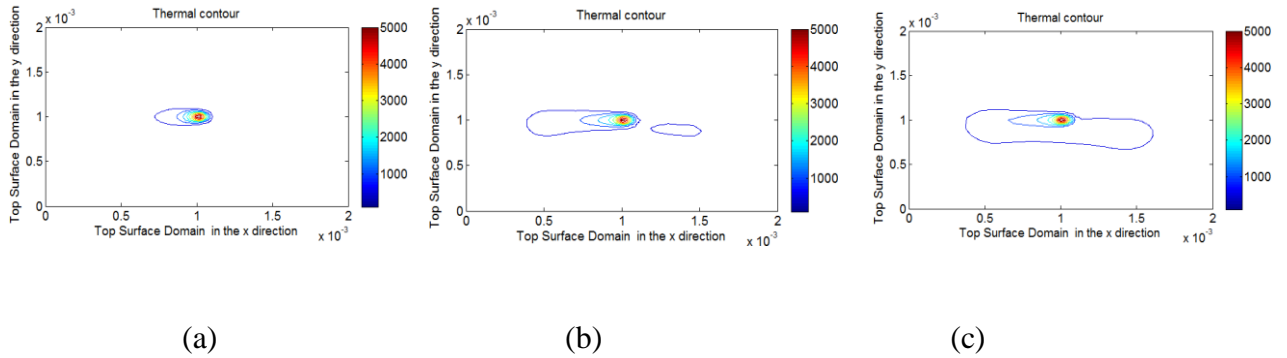 x 10⁻³
Thermal contour
2
1.5
1
0.5
0
0
0.5
1
1.5
2
x 10⁻³
Top Surface Domain in the x direction
Top Surface Domain in the y direction
5000
4000
3000
2000
1000
(a)
x 10⁻³
Thermal contour
2
1.5
1
0.5
0
0
0.5
1
1.5
2
x 10⁻³
Top Surface Domain in the x direction
Top Surface Domain in the y direction
5000
4000
3000
2000
1000
(b)
x 10⁻³
Thermal contour
2
1.5
1
0.5
0
0
0.5
1
1.5
2
x 10⁻³
Top Surface Domain in the x direction
Top Surface Domain in the y direction
5000
4000
3000
2000
1000
(c)